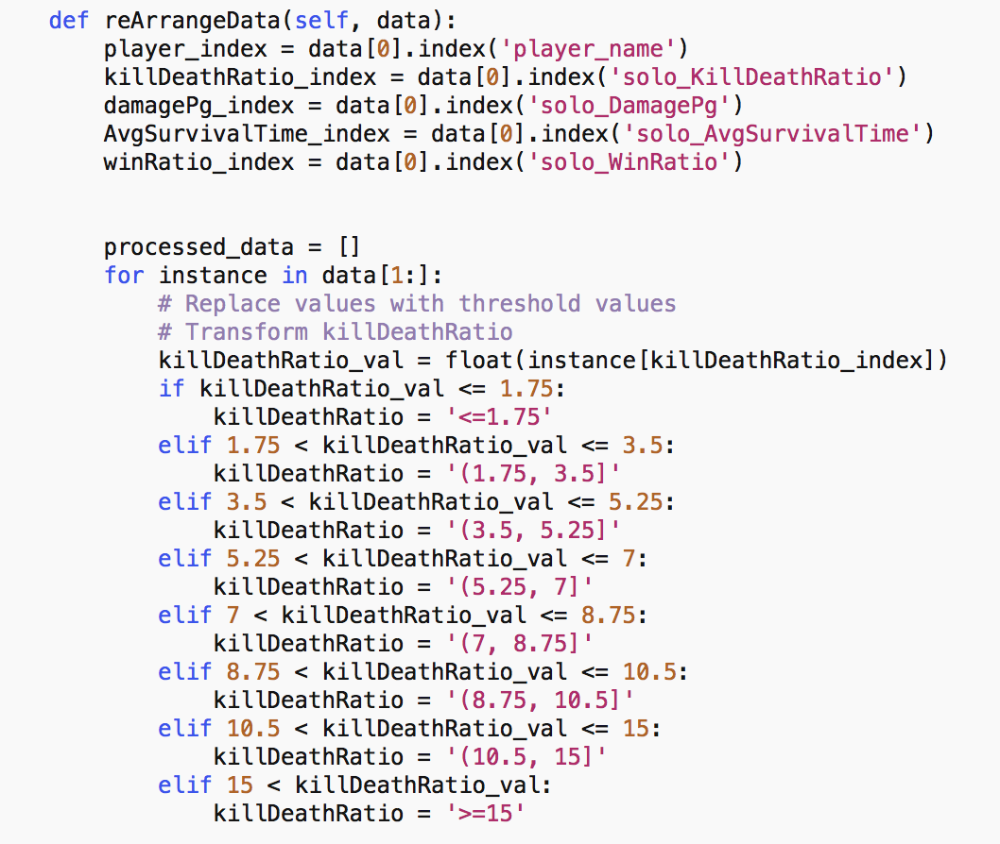 def reArrangeData(self, data):
player_index = data[0].index('player_name')
killDeathRatio_index = data[0].index('solo_KillDeathRatio')
damagePg_index = data[0].index('solo_DamagePg')
AvgSurvivalTime_index = data[0].index('solo_AvgSurvivalTime')
winRatio_index = data[0].index('solo_WinRatio')
processed_data = []
for instance in data[1:]:
# Replace values with threshold values
# Transform killDeathRatio
killDeathRatio_val = float(instance[killDeathRatio_index])
if killDeathRatio_val <= 1.75:
killDeathRatio = '<=1.75'
elif 1.75 < killDeathRatio_val <= 3.5:
killDeathRatio = '(1.75, 3.5]'
elif 3.5 < killDeathRatio_val <= 5.25:
killDeathRatio = '(3.5, 5.25]'
elif 5.25 < killDeathRatio_val <= 7:
killDeathRatio = '(5.25, 7]'
elif 7 < killDeathRatio_val <= 8.75:
killDeathRatio = '(7, 8.75]'
elif 8.75 < killDeathRatio_val <= 10.5:
killDeathRatio = '(8.75, 10.5]'
elif 10.5 < killDeathRatio_val <= 15:
killDeathRatio = '(10.5, 15]'
elif 15 < killDeathRatio_val:
killDeathRatio = '>=15'